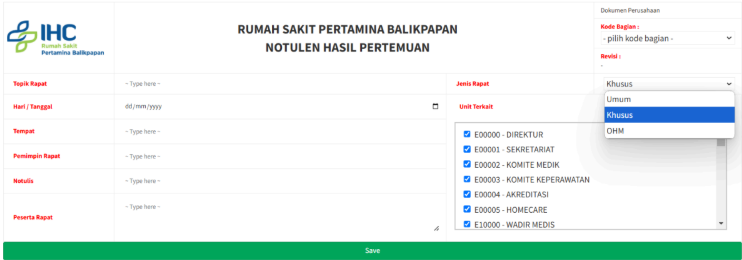 IHC
Rumah Sakit
Pertamina Balikpapan
RUMAH SAKIT PERTAMINA BALIKPAPAN
NOTULEN HASIL PERTEMUAN
Dokumen Perusahaan
Kode Bagian :
- pilih kode bagian -
Revisi :
-
Topik Rapat
- Type here -
Jenis Rapat
Khusus
Umum
Khusus
OHM
Hari / Tanggal
dd/mm/yyyy
Unit Terkait
Tempat
- Type here -
Pemimpin Rapat
- Type here -
Notulis
- Type here -
Peserta Rapat
- Type here -
E00000 - DIREKTUR
E00001 - SEKRETARIAT
E00002 - KOMITE MEDIK
E00003 - KOMITE KEPERAWATAN
E00004 - AKREDITASI
E00005 - HOMECARE
E10000 - WADIR MEDIS
Save